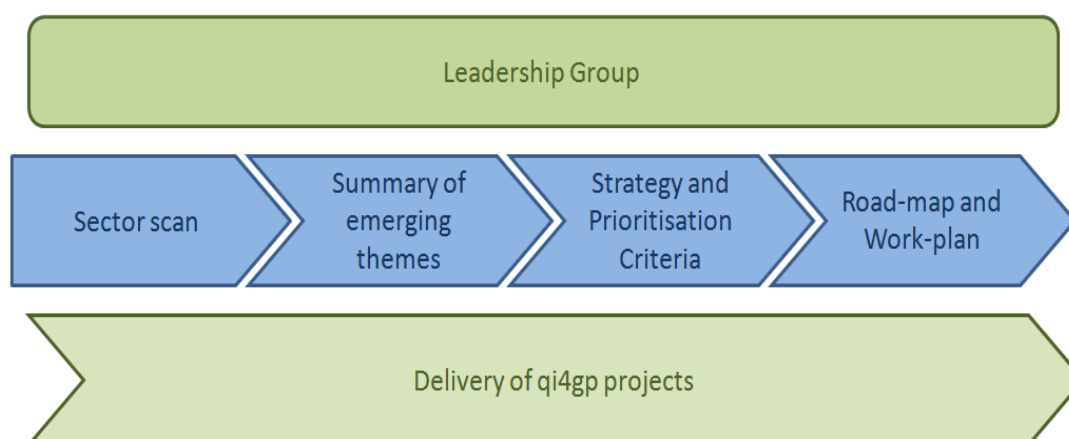 Leadership Group
Sector scan
Summary of
emerging
themes
Strategy and
Prioritisation
Criteria
Road-map and
Work-plan
Delivery of qi4gp projects